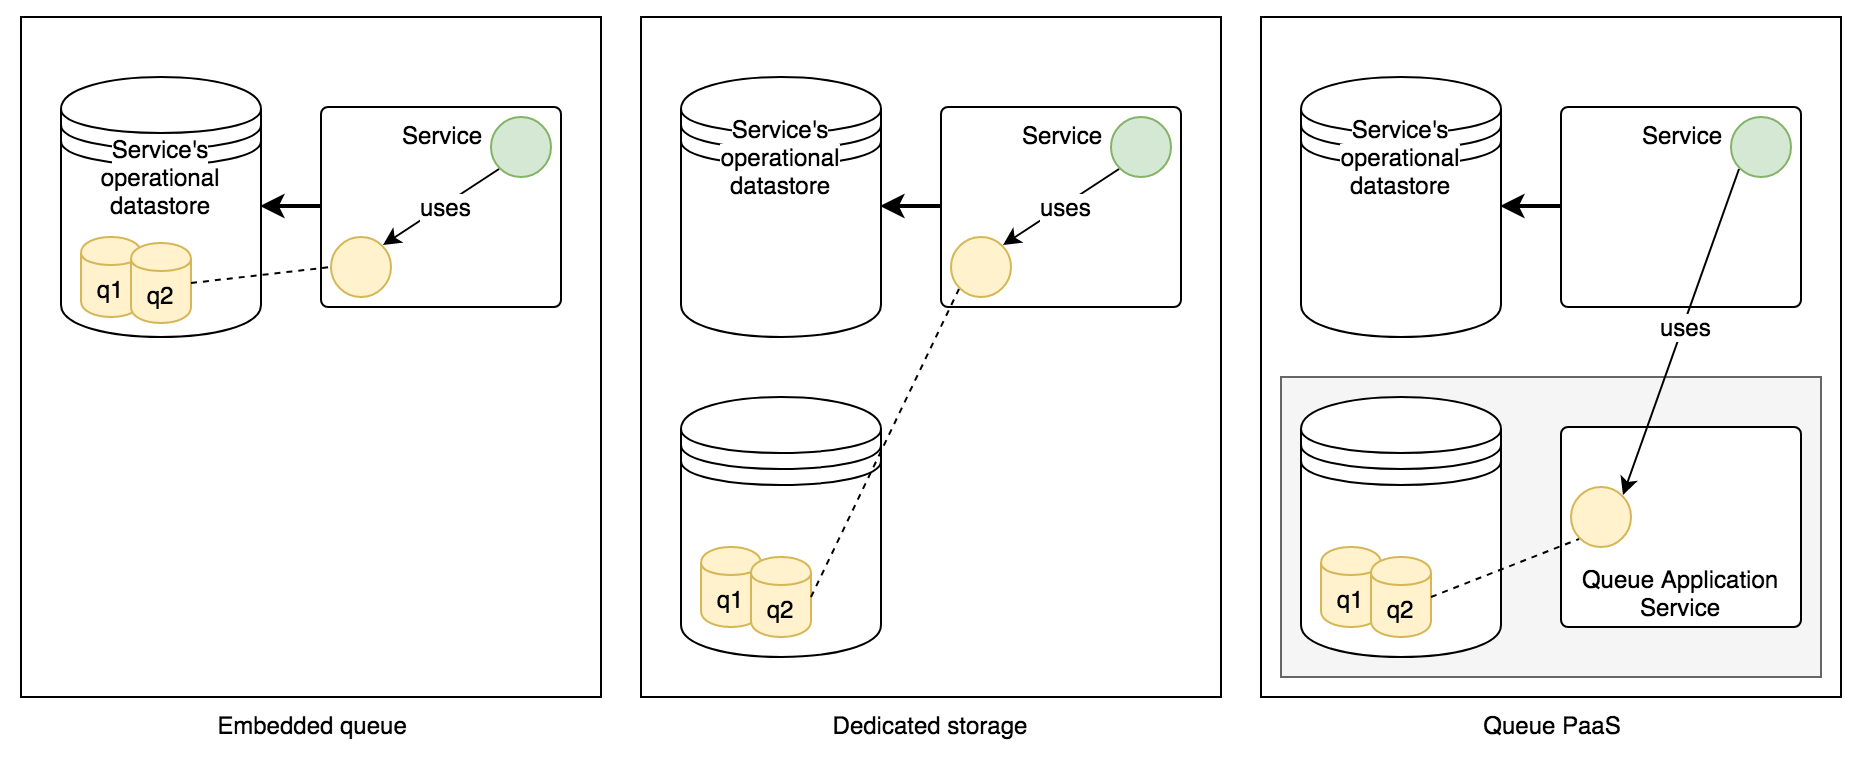 Service's
operational
datastore
q1
q2
Service
uses
Embedded queue
Service's
operational
datastore
Service
uses
q1
q2
Dedicated storage
Service's
operational
datastore
Service
uses
q1
q2
Queue Application
Service
Queue PaaS